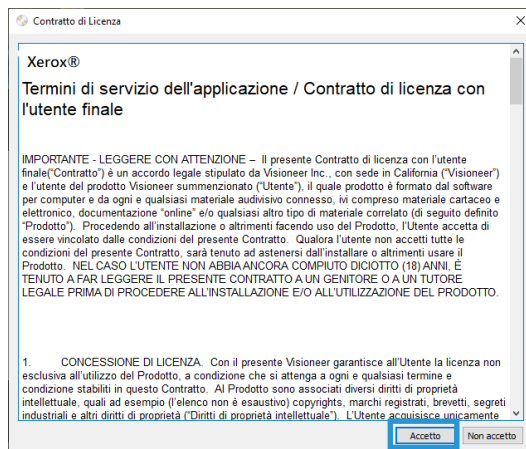 Contratto di Licenza
Xerox®
Termini di servizio dell'applicazione / Contratto di licenza con
l'utente finale
IMPORTANTE - LEGGERE CON ATTENZIONE – Il presente Contratto di licenza con l'utente
finale("Contratto") è un accordo legale stipulato da Visioneer Inc., con sede in California ("Visioneer")
e l'utente del prodotto Visioneer summenzionato ("Utente"), il quale prodotto è formato dal software
per computer e da ogni e qualsiasi materiale audivisivo connesso, ivi compreso materiale cartaceo e
elettronico, documentazione "online" e/o qualsiasi altro tipo di materiale correlato (di seguito definito
"Prodotto"). Procedendo all'installazione o altrimenti facendo uso del Prodotto, l'Utente accetta di
essere vincolato dalle condizioni del presente Contratto. Qualora l'utente non accetti tutte le
condizioni del presente Contratto, sarà tenuto ad astenersi dall'installare o altrimenti usare il
Prodotto. NEL CASO L'UTENTE NON ABBIA ANCORA COMPIUTO DICIOTTO (18) ANNI, È
TENUTO A FAR LEGGERE IL PRESENTE CONTRATTO A UN GENITORE O A UN TUTORE
LEGALE PRIMA DI PROCEDERE ALL'INSTALLAZIONE E/O ALL'UTILIZZAZIONE DEL PRODOTTO.
1. CONCESSIONE DI LICENZA. Con il presente Visioneer garantisce all'Utente la licenza non
esclusiva all'utilizzo del Prodotto, a condizione che si attenga a ogni e qualsiasi termine e
condizione stabiliti in questo Contratto. Al Prodotto sono associati diversi diritti di proprietà
intellettuale, quali ad esempio (l'elenco non è esaustivo) copyrights, marchi registrati, brevetti, segreti
industriali e altri diritti di proprietà ("Diritti di proprietà intellettuale"). L'Utente acquisisce unicamente
Accetto Non accetto